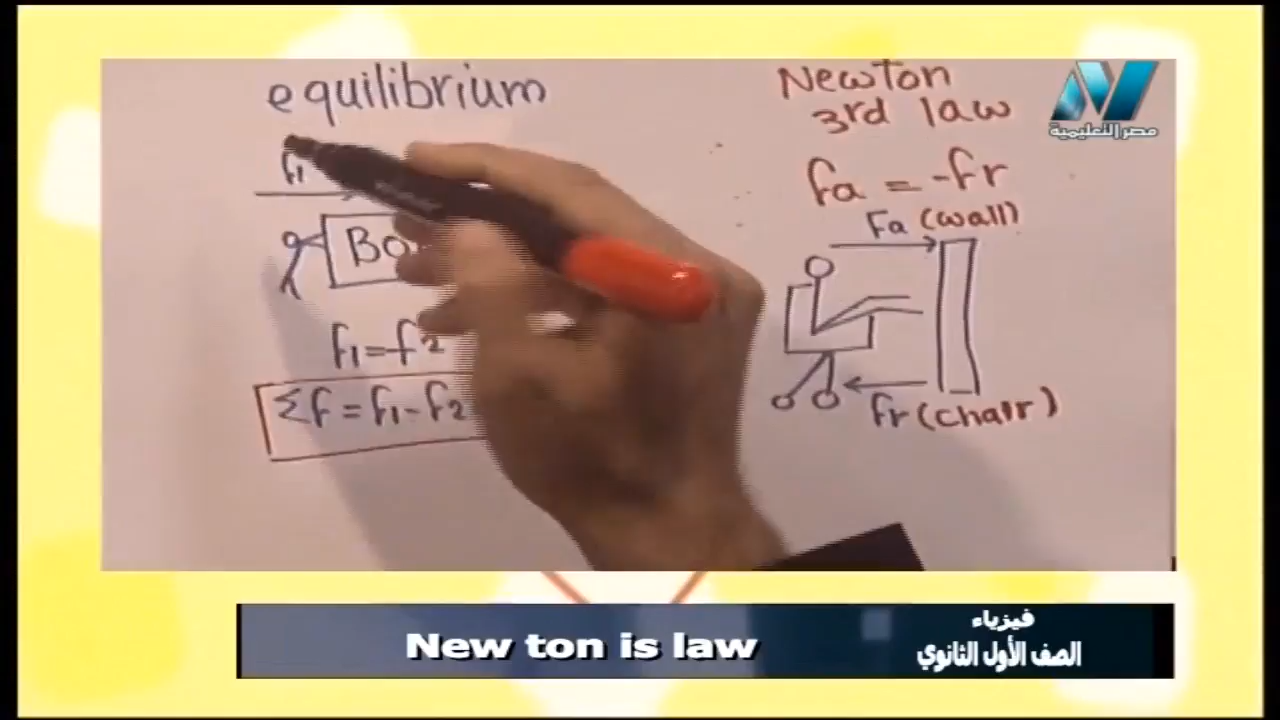 equilibrium
f1
f1=f2
Σf = f1-f2
Newton
3rd law
fa = -fr
Fa (wall)
fr (chair)
مصر التعليمية
New ton is law
فيزياء
الصف الأول الثانوي